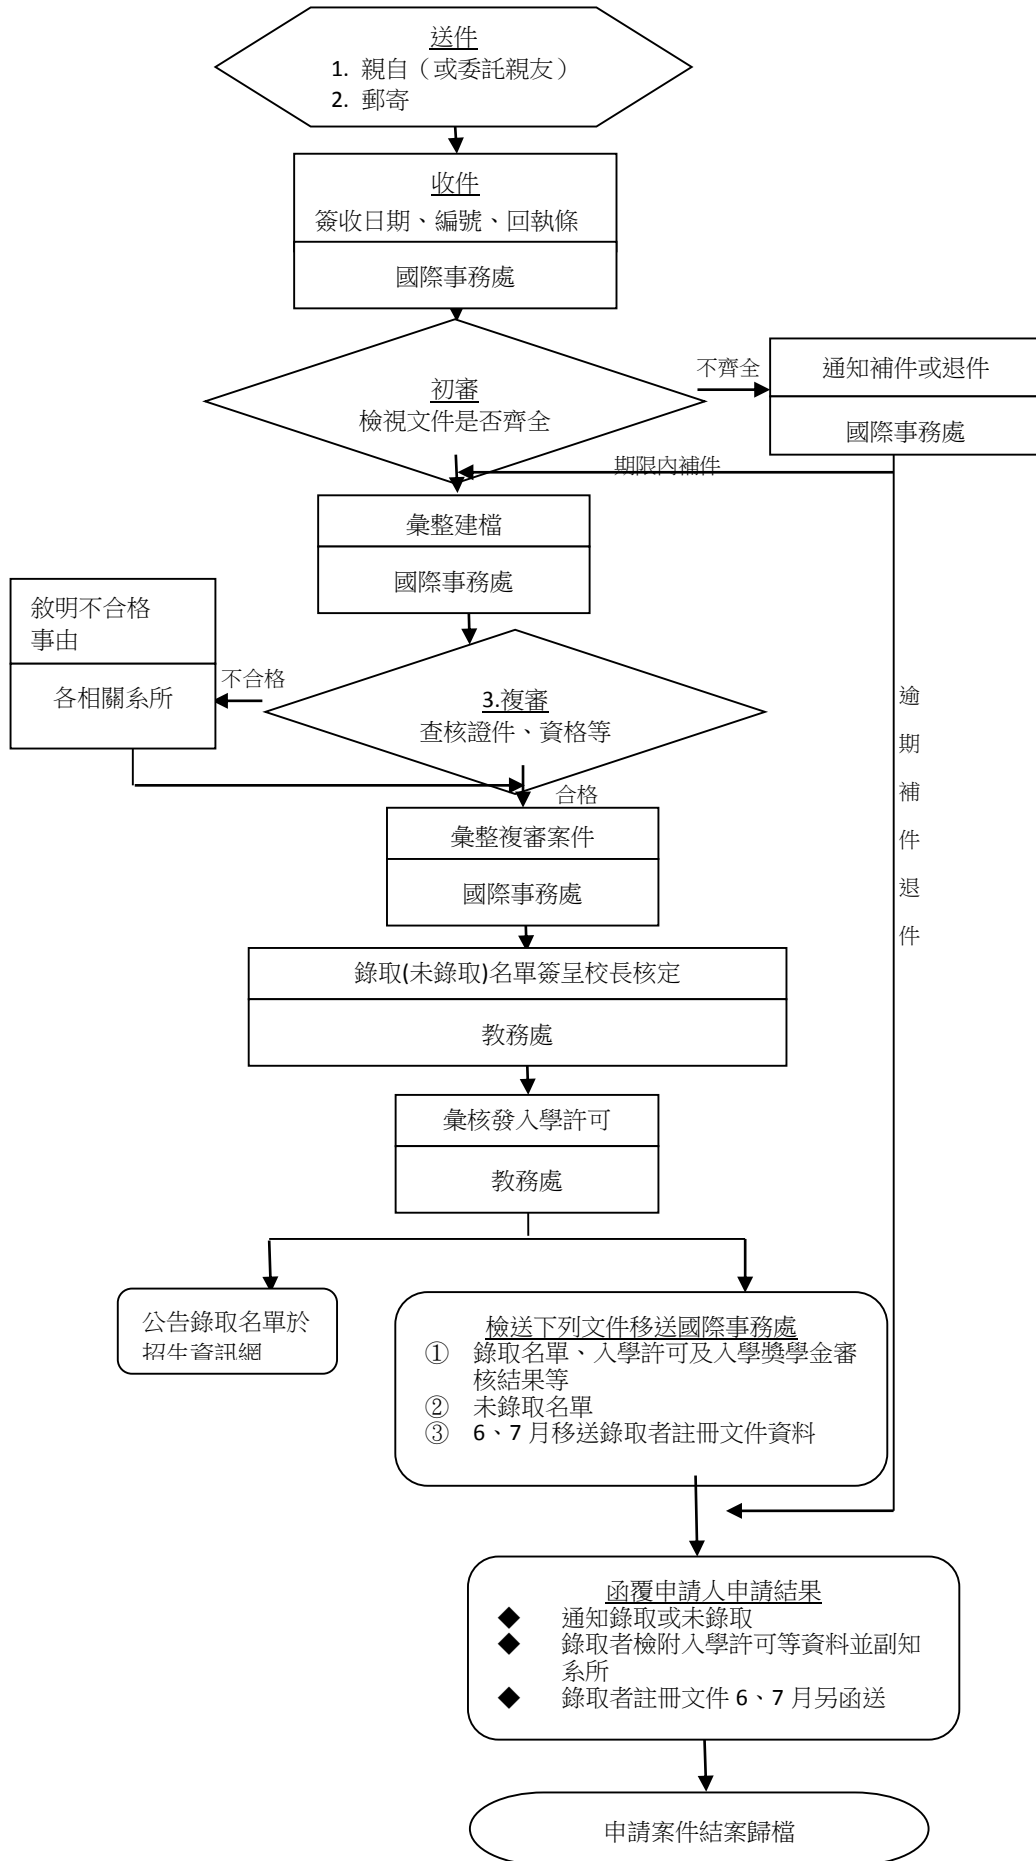 送件
1. 親自（或委託親友）
2. 郵寄
收件
簽收日期、編號、回執條
國際事務處
初審
檢視文件是否齊全
不齊全
通知補件或退件
國際事務處
期限內補件
彙整建檔
國際事務處
敘明不合格
事由
各相關系所
不合格
3.複審
查核證件、資格等
合格
逾
期
補
件
退
件
彙整複審案件
國際事務處
錄取(未錄取)名單簽呈校長核定
教務處
彙核發入學許可
教務處
公告錄取名單於
招生資訊網
檢送下列文件移送國際事務處
① 錄取名單、入學許可及入學獎學金審
核結果等
② 未錄取名單
③ 6、7 月移送錄取者註冊文件資料
函覆申請人申請結果
◆ 通知錄取或未錄取
◆ 錄取者檢附入學許可等資料並副知
系所
◆ 錄取者註冊文件 6、7 月另函送
申請案件結案歸檔